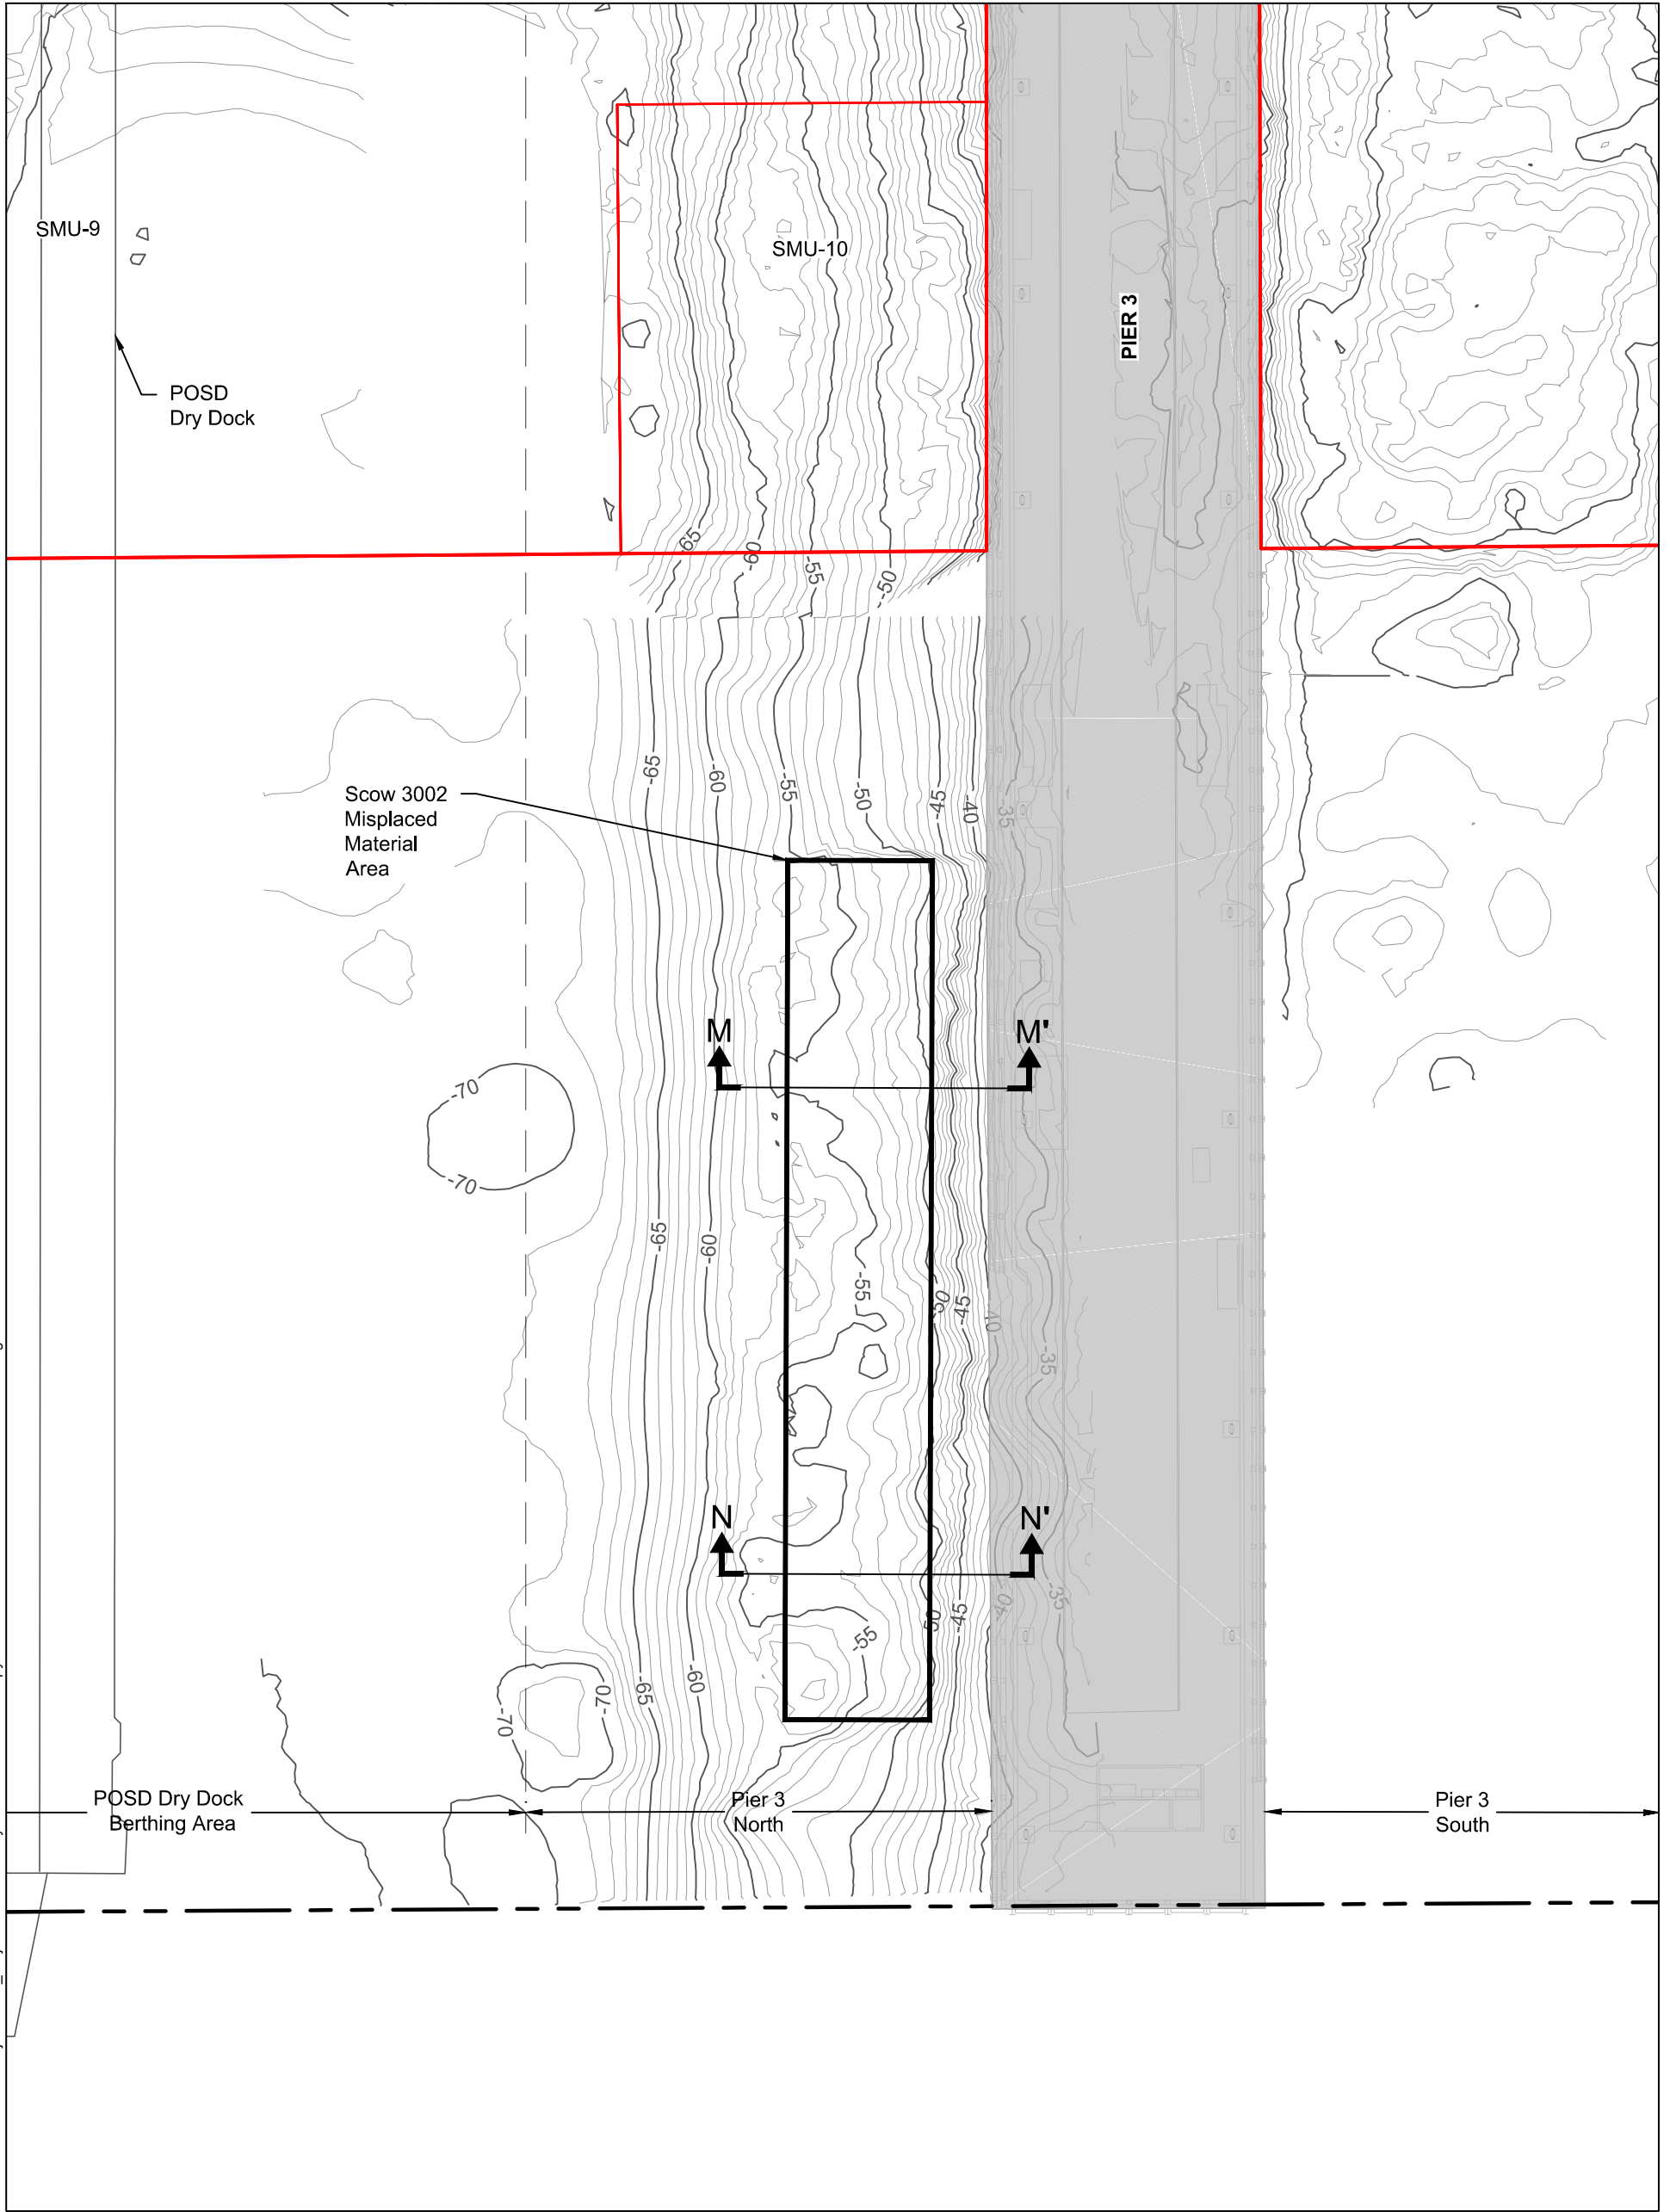 SMU-9
SMU-10
PIER 3
POSD
Dry Dock
-65
-60
-55
-50
-65
-60
-55
-50
-45
-40
-35
Scow 3002
Misplaced
Material
Area
M
M'
-70
-70
-65
-60
-55
-50
-45
-40
-35
N
N'
-40
-35
-55
-50
-45
-70
-70
-65
-60
POSD Dry Dock
Berthing Area
Pier 3
North
Pier 3
South